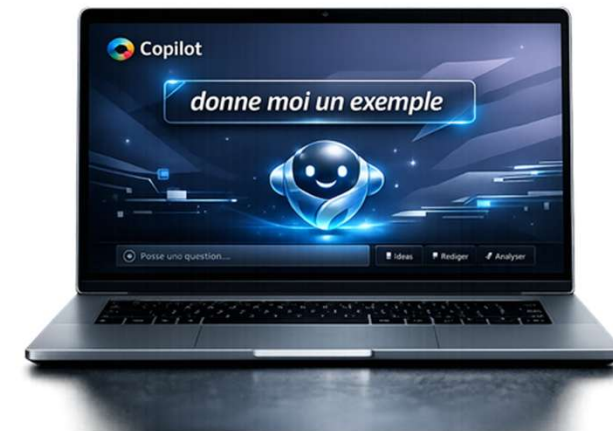 Copilot
donne moi un exemple
Posse uno question...
Ideas
Rediger
Analyser